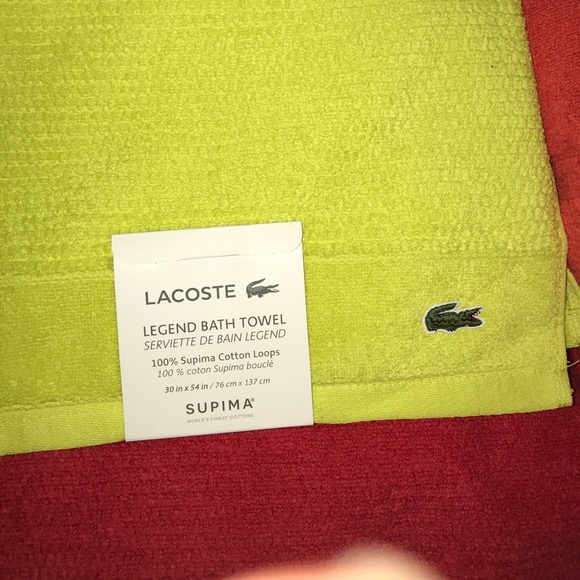 LACOSTE
LEGEND BATH TOWEL
SERVIETTE DE BAIN LEGEND
100% Supima Cotton Loops
100 % coton Supima bouclé
30 in x 54 in / 76 cm x 137 cm
SUPIMA®
WORLD'S FINEST COTTONS